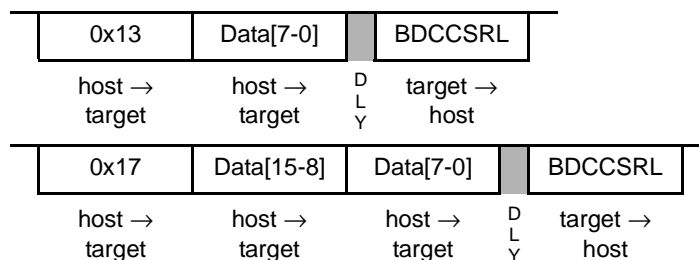 0x13 Data[7-0] BDCCSRL
host → target host → target D L Y target → host
0x17 Data[15-8] Data[7-0] BDCCSRL
host → target host → target host → target D L Y target → host